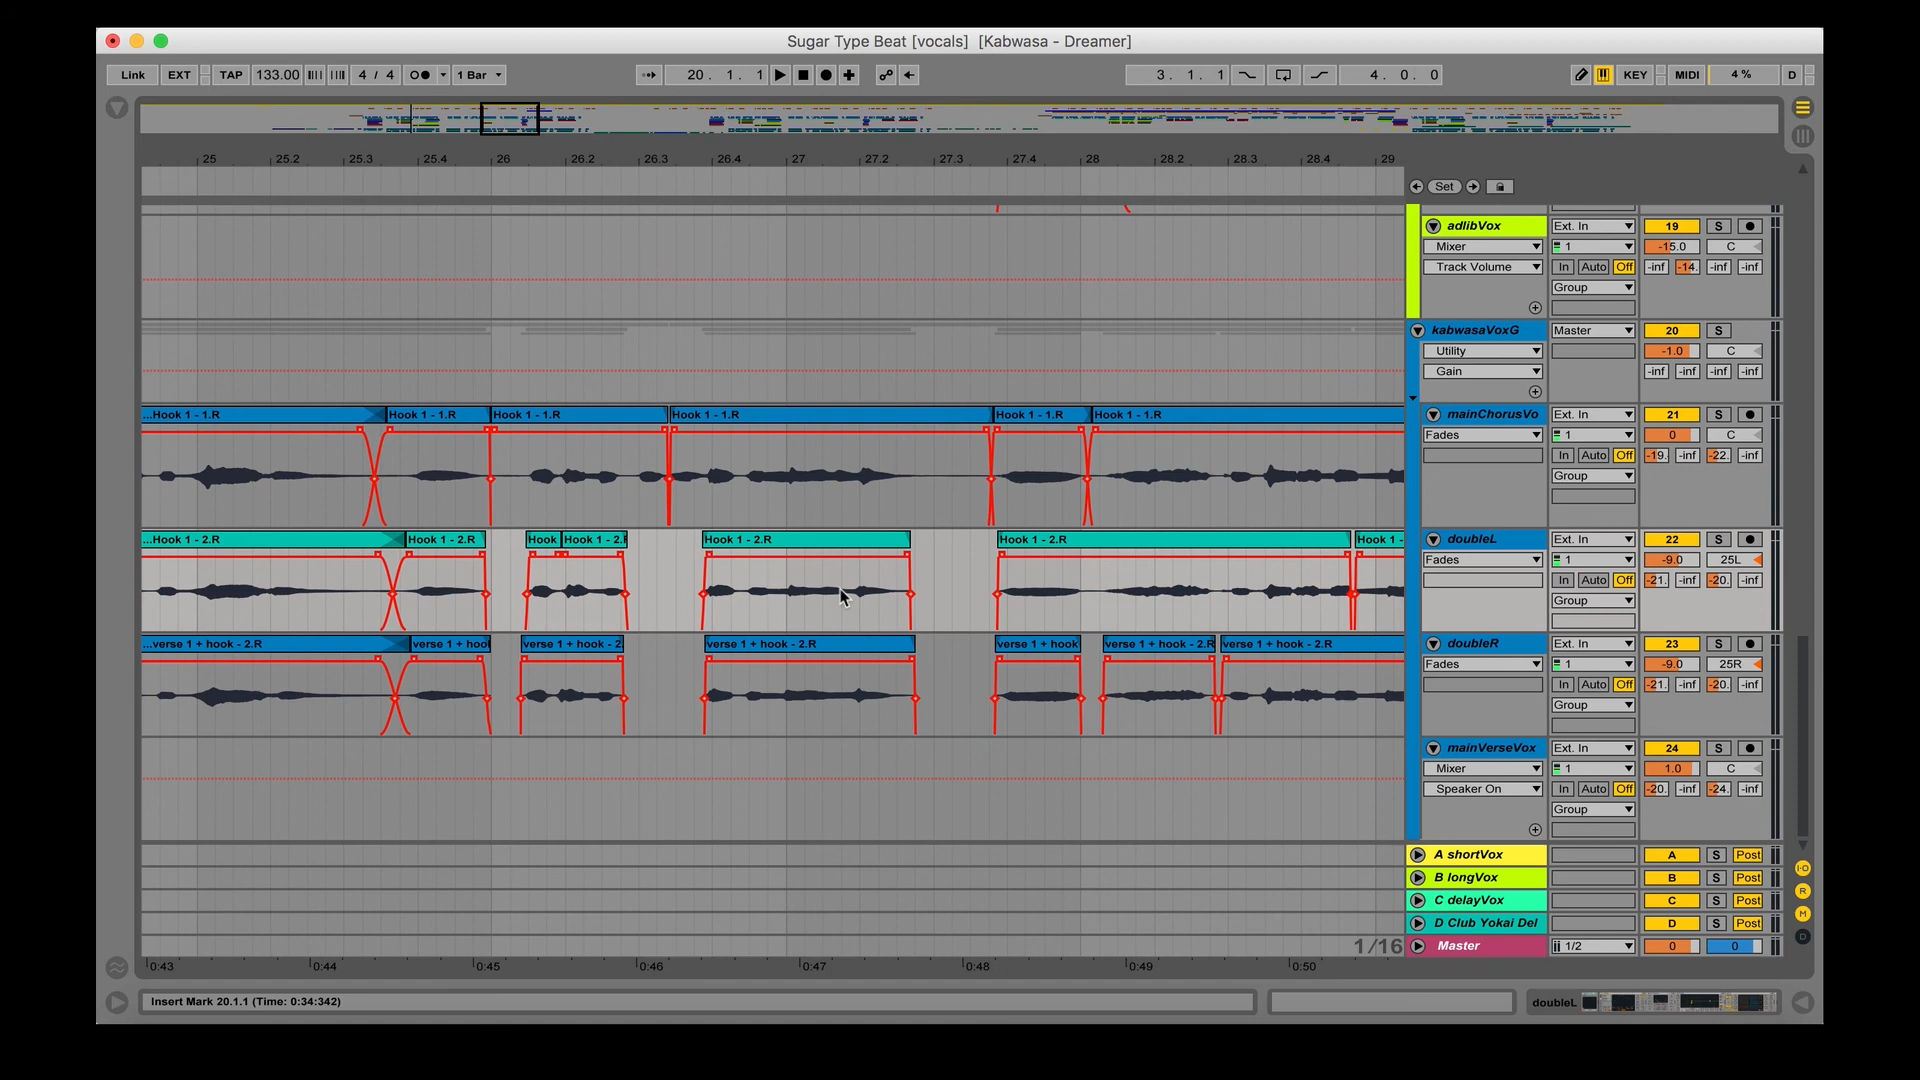 Sugar Type Beat [vocals]  [Kabwasa - Dreamer]
Link EXT TAP 133.00 4 / 4 1 Bar 20. 1. 1 3. 1. 1 4. 0. 0 KEY MIDI 4 % D
25 25.2 25.3 25.4 26 26.2 26.3 26.4 27 27.2 27.3 27.4 28 28.2 28.3 28.4 29
Set
adlibVox Ext. In 19 S
Mixer 1 -15.0 C
Track Volume In Auto Off -inf -14. -inf -inf
Group
kabwasaVoxG Master 20 S
Utility -1.0 C
Gain -inf -inf -inf -inf
...Hook 1 - 1.R Hook 1 - 1.R Hook 1 - 1.R Hook 1 - 1.R Hook 1 - 1.R Hook 1 - 1.R mainChorusVo Ext. In 21 S
Fades 1 0 C
In Auto Off -19. -inf -22. -inf
Group
...Hook 1 - 2.R Hook 1 - 2.R Hook Hook 1 - 2.R Hook 1 - 2.R Hook 1 - 2.R Hook 1 - doubleL Ext. In 22 S
Fades 1 -9.0 25L
In Auto Off -21. -inf -20. -inf
Group
...verse 1 + hook - 2.R verse 1 + hook verse 1 + hook - 2 verse 1 + hook - 2.R verse 1 + hook verse 1 + hook - 2.R verse 1 + hook - 2.R doubleR Ext. In 23 S
Fades 1 -9.0 25R
In Auto Off -21. -inf -20. -inf
Group
mainVerseVox Ext. In 24 S
Mixer 1 1.0 C
Speaker On In Auto Off -20. -inf -24. -inf
Group
A shortVox A S Post
B longVox B S Post
C delayVox C S Post
D Club Yokai Del D S Post
1/16 Master 1/2 0 0
0:43 0:44 0:45 0:46 0:47 0:48 0:49 0:50
I·O
R
M
D
Insert Mark 20.1.1 (Time: 0:34:342) doubleL